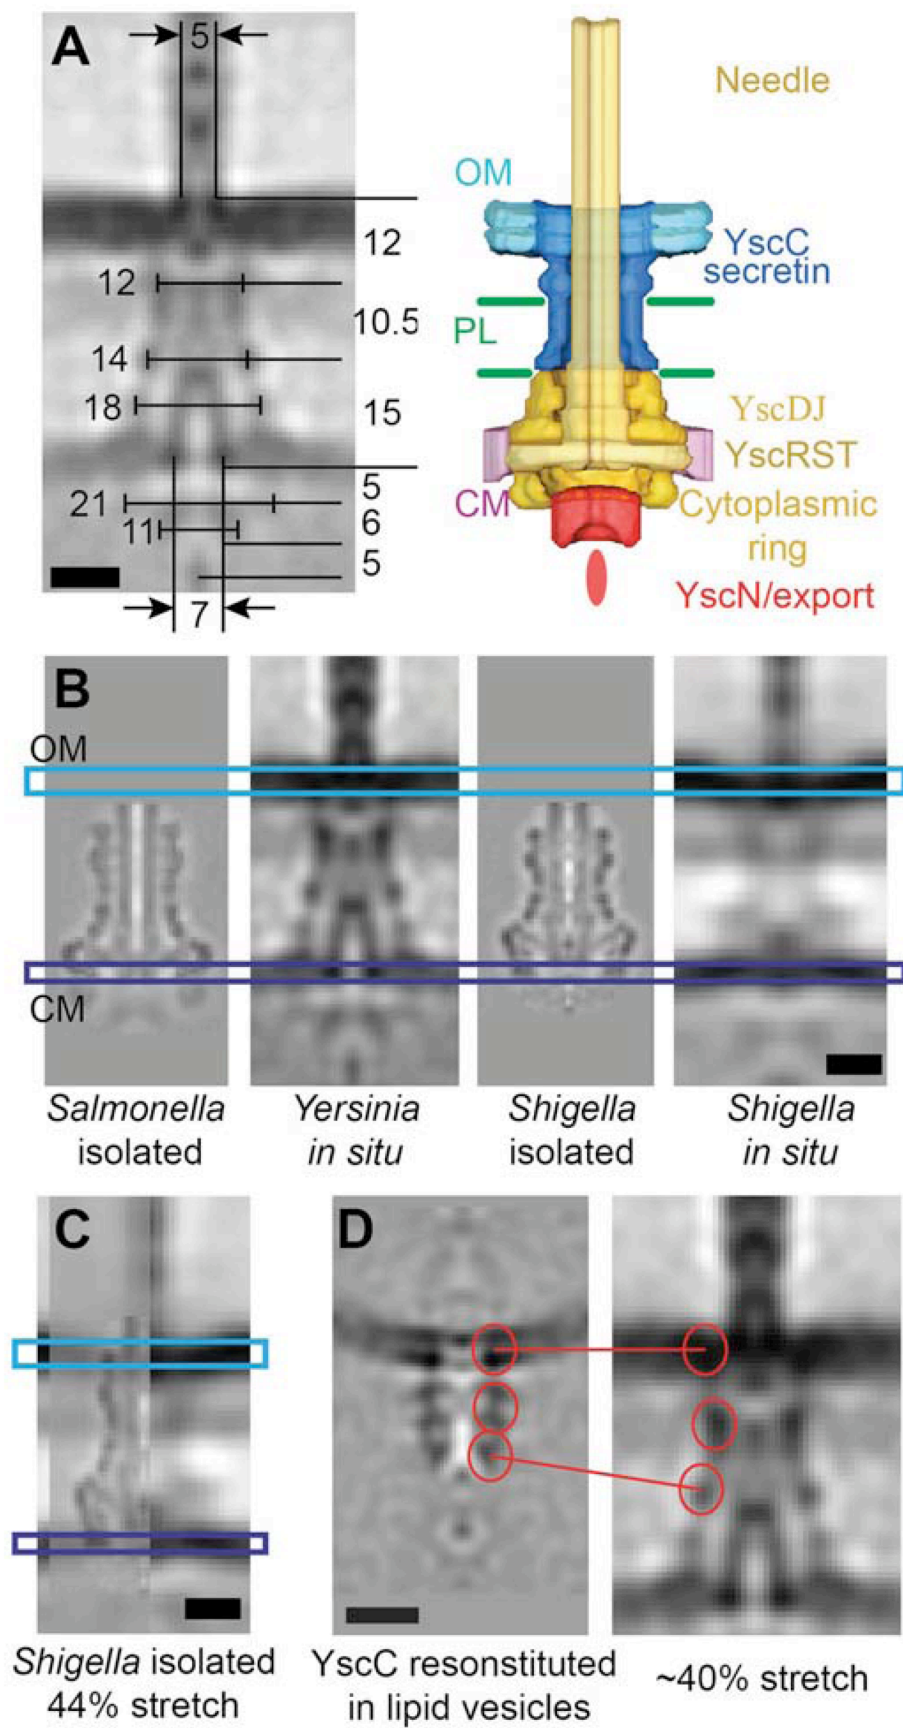 A
5
12
12
10.5
14
18
15
5
21
6
11
5
7
Needle
OM
YscC
secretin
PL
YscDJ
YscRST
CM
Cytoplasmic
ring
YscN/export
B
OM
CM
Salmonella
isolated
Yersinia
in situ
Shigella
isolated
Shigella
in situ
C
Shigella isolated
44% stretch
D
YscC resonstituted
in lipid vesicles
~40% stretch